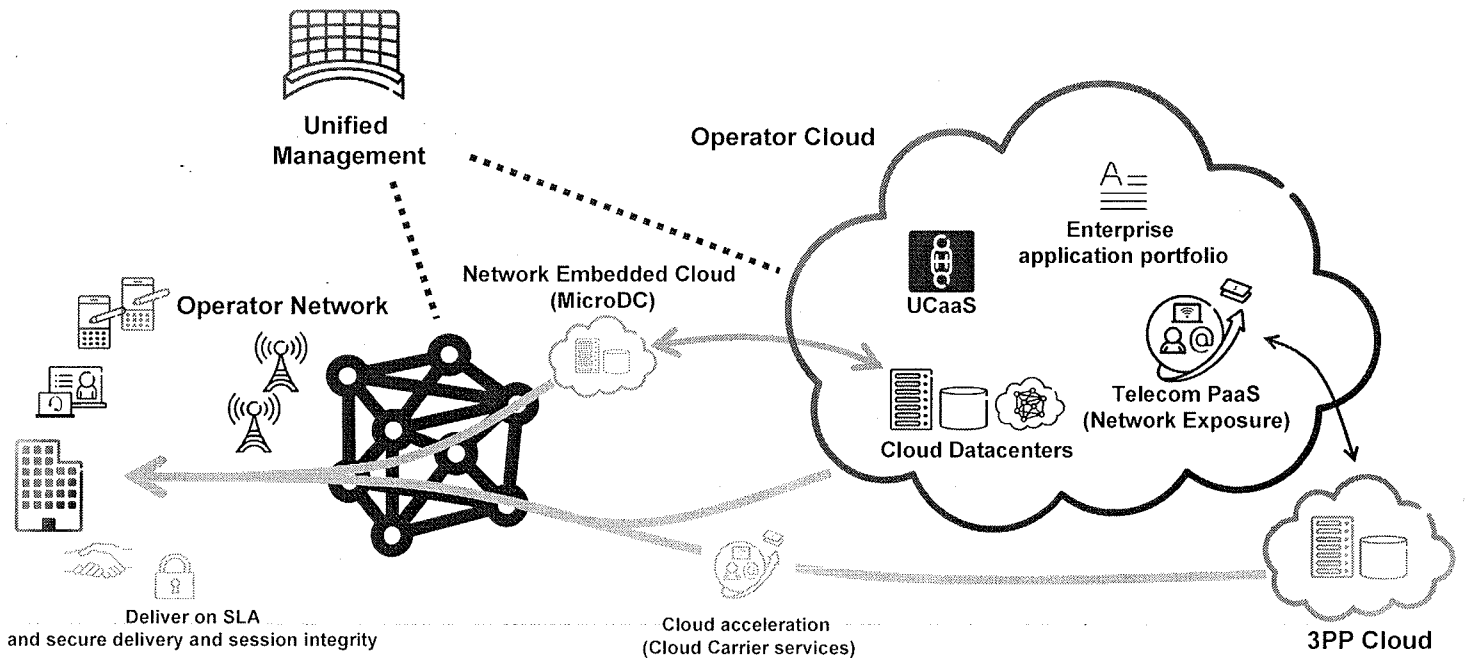 Unified
Management
Operator Cloud
Enterprise
application portfolio
UCaaS
Network Embedded Cloud
(MicroDC)
Operator Network
Telecom PaaS
(Network Exposure)
Cloud Datacenters
Deliver on SLA
and secure delivery and session integrity
Cloud acceleration
(Cloud Carrier services)
3PP Cloud